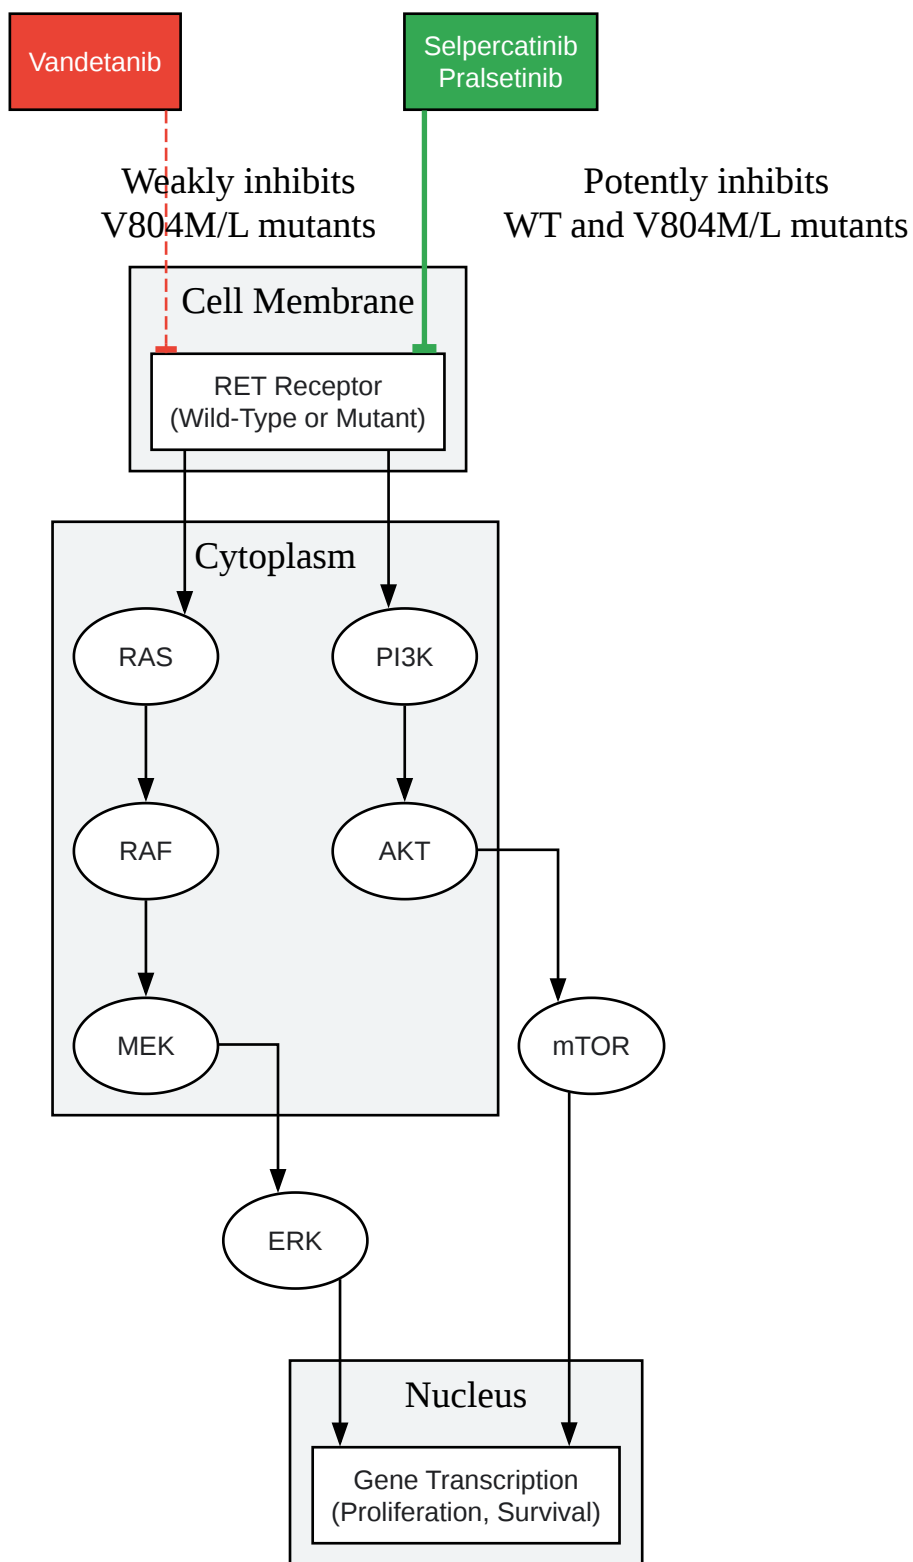 Vandetanib
Selpercatinib
Pralsetinib
Weakly inhibits
V804M/L mutants
Potently inhibits
WT and V804M/L mutants
Cell Membrane
RET Receptor
(Wild-Type or Mutant)
Cytoplasm
RAS
PI3K
RAF
AKT
MEK
mTOR
ERK
Nucleus
Gene Transcription
(Proliferation, Survival)